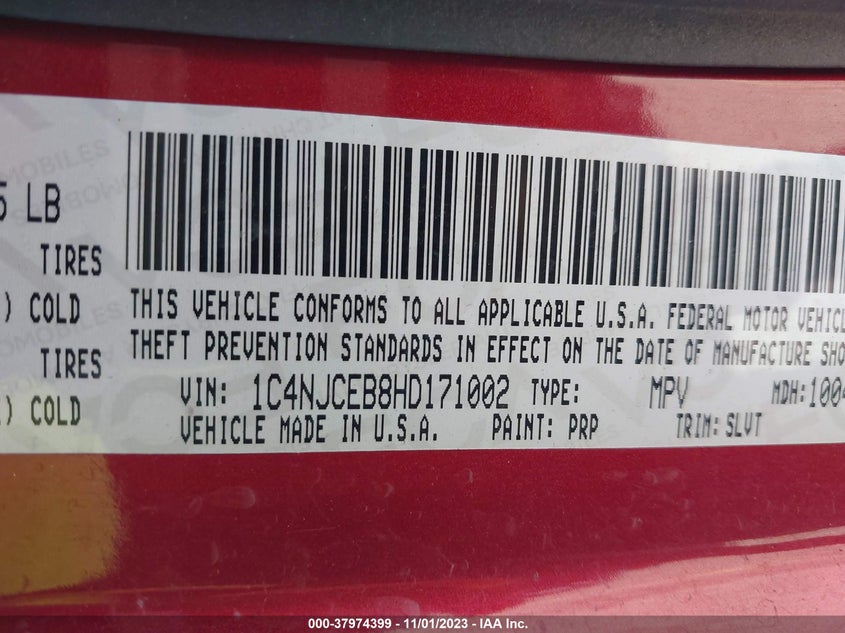 5 LB
TIRES
) COLD
TIRES
) COLD
THIS VEHICLE CONFORMS TO ALL APPLICABLE U.S.A. FEDERAL MOTOR VEHICL
THEFT PREVENTION STANDARDS IN EFFECT ON THE DATE OF MANUFACTURE SHO
VIN: 1C4NJCEB8HD171002 TYPE: MPV MDH:1004
VEHICLE MADE IN U.S.A. PAINT: PRP TRIM: SLVT
000-37974399 - 11/01/2023 - IAA Inc.